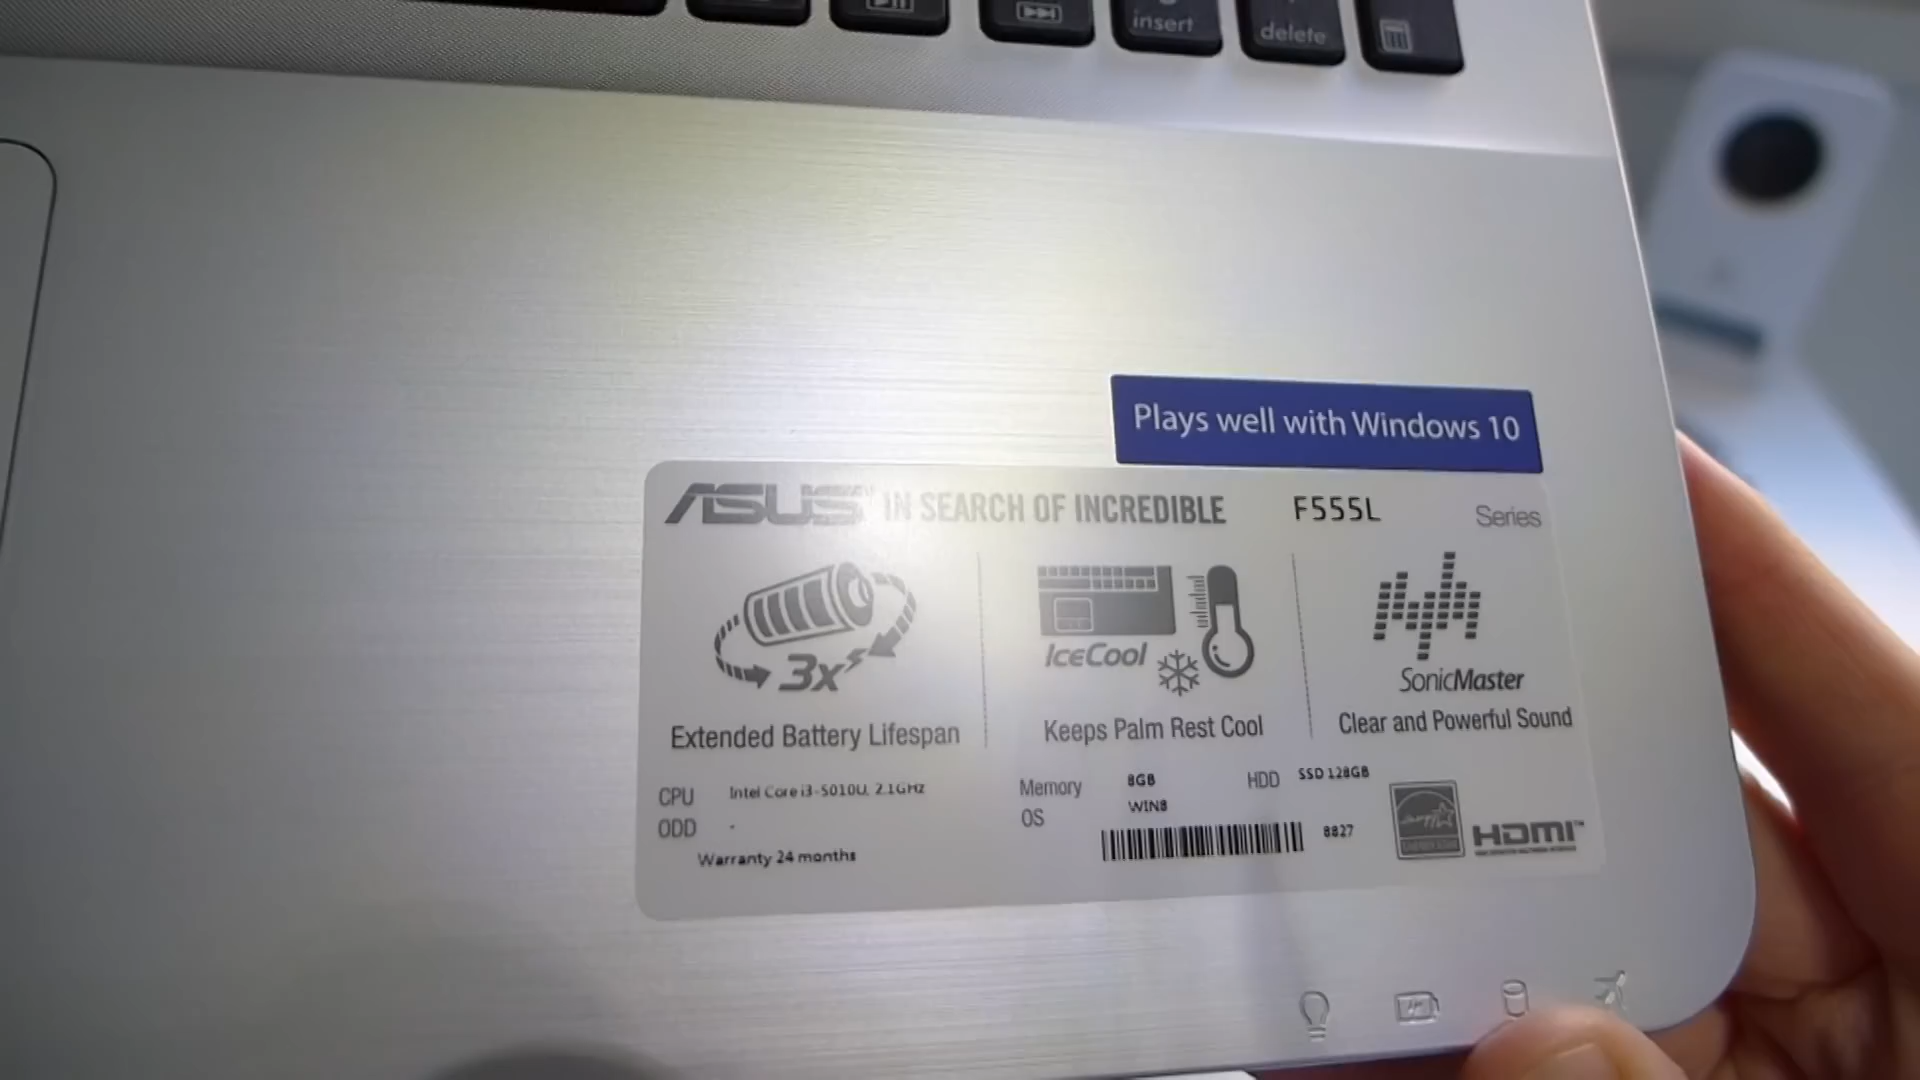 insert
delete
Plays well with Windows 10
ASUS IN SEARCH OF INCREDIBLE F555L Series
3x
IceCool
SonicMaster
Extended Battery Lifespan
Keeps Palm Rest Cool
Clear and Powerful Sound
CPU Intel Core i3-5010U, 2.1GHz
Memory 8GB
HDD SSD 128GB
ODD -
OS WIN8
8827
HDMI™
Warranty 24 months